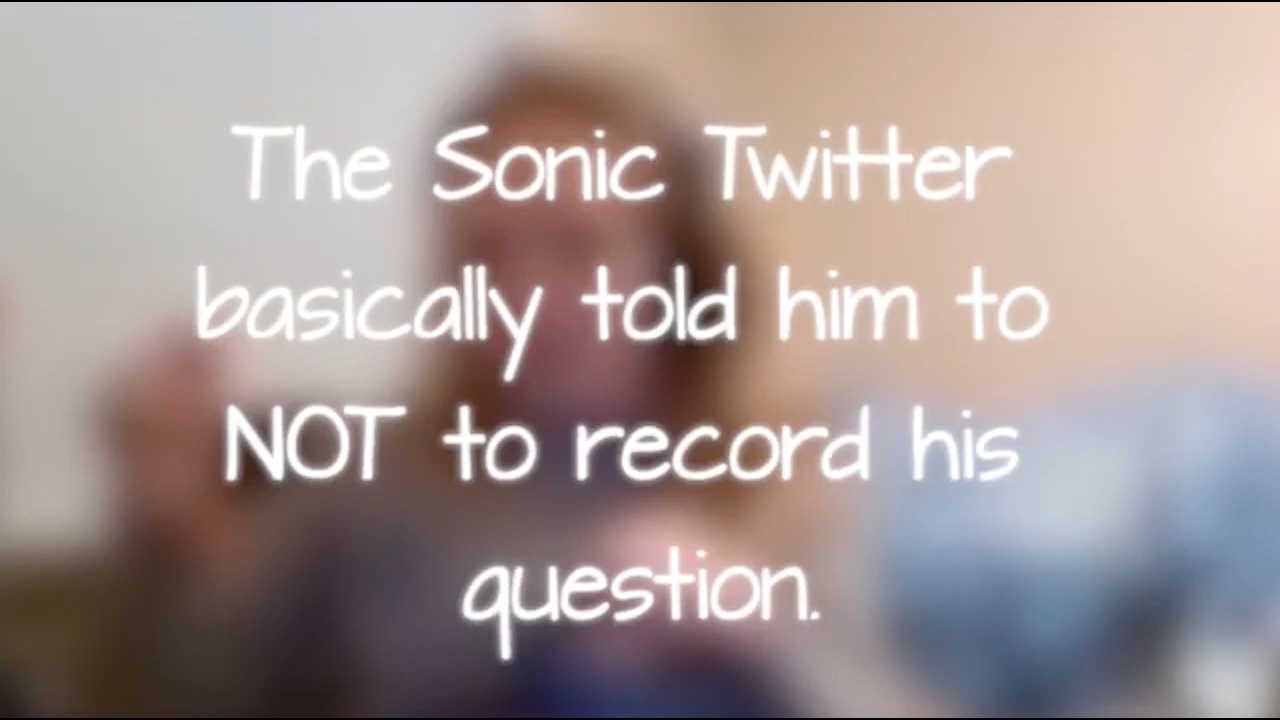 The Sonic Twitter
basically told him to
NOT to record his
question.